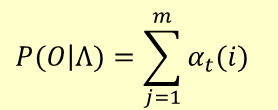 P(O|Λ) = ∑_{j=1}^{m} α_t(i)